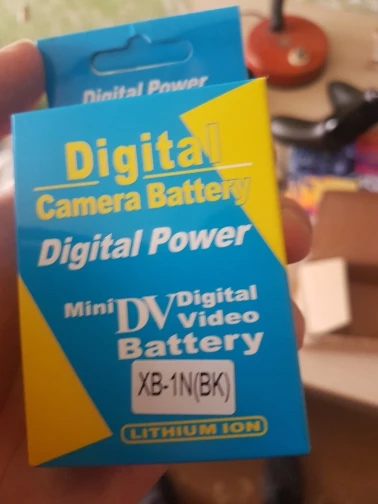 Digital Power
Digital
Camera Battery
Digital Power
Mini DV Digital
Video
Battery
XB-1N(BK)
LITHIUM ION